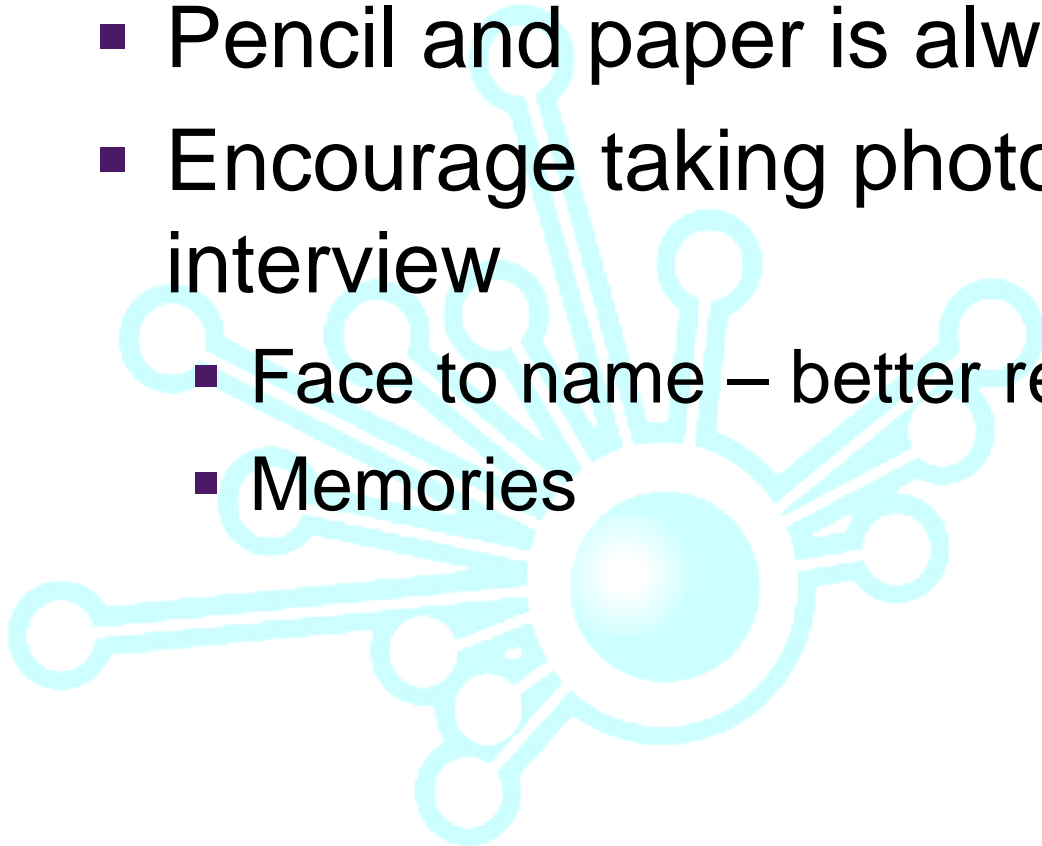 Pencil and paper is alw
Encourage taking photo
interview
Face to name – better re
Memories